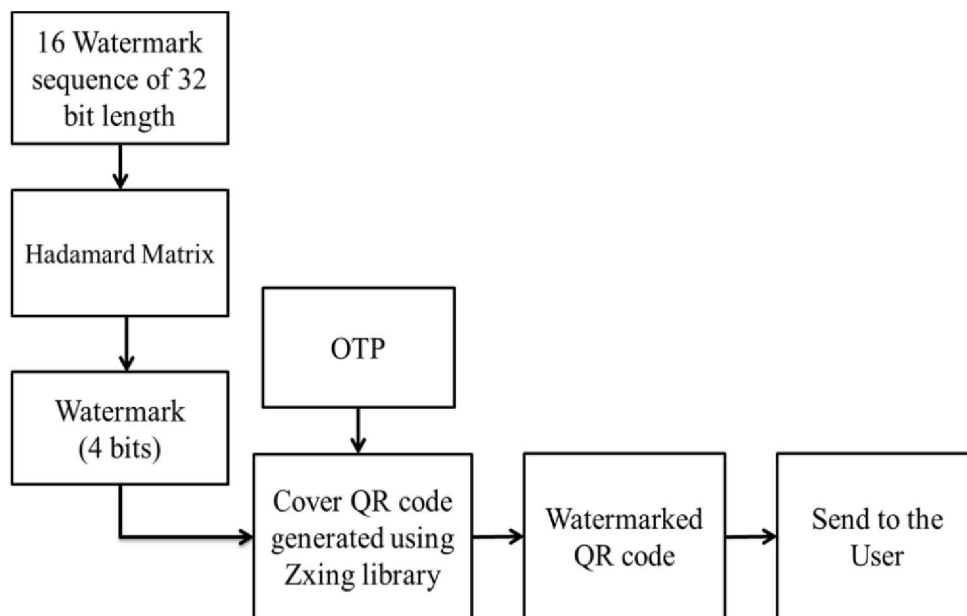 16 Watermark
sequence of 32
bit length
Hadamard Matrix
Watermark
(4 bits)
OTP
Cover QR code
generated using
Zxing library
Watermarked
QR code
Send to the
User